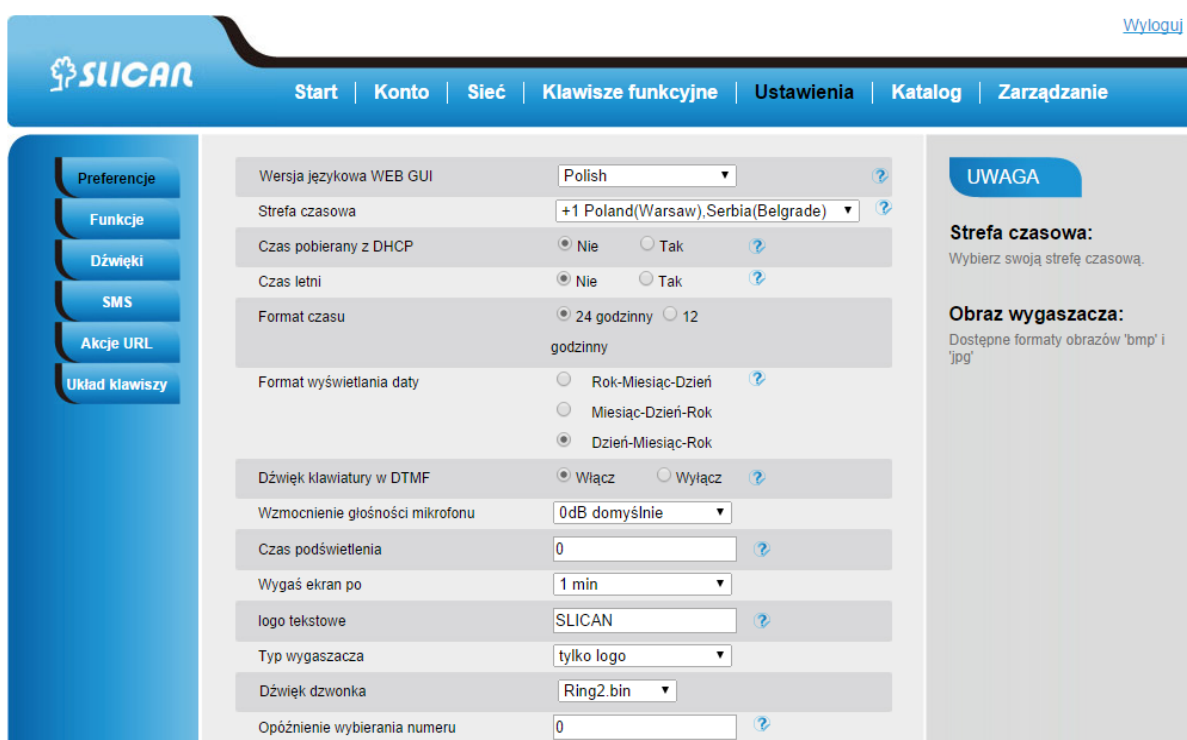 Wyloguj
SLICAN
Start | Konto | Sieć | Klawisze funkcyjne | Ustawienia | Katalog | Zarządzanie
Preferencje
Funkcje
Dźwięki
SMS
Akcje URL
Układ klawiszy
Wersja językowa WEB GUI Polish
Strefa czasowa +1 Poland(Warsaw),Serbia(Belgrade)
Czas pobierany z DHCP Nie Tak
Czas letni Nie Tak
Format czasu 24 godzinny 12
godzinny
Format wyświetlania daty Rok-Miesiąc-Dzień
Miesiąc-Dzień-Rok
Dzień-Miesiąc-Rok
Dźwięk klawiatury w DTMF Włącz Wyłącz
Wzmocnienie głośności mikrofonu 0dB domyślnie
Czas podświetlenia 0
Wygaś ekran po 1 min
logo tekstowe SLICAN
Typ wygaszacza tylko logo
Dźwięk dzwonka Ring2.bin
Opóźnienie wybierania numeru 0
UWAGA
Strefa czasowa:
Wybierz swoją strefę czasową.
Obraz wygaszacza:
Dostępne formaty obrazów 'bmp' i
'jpg'